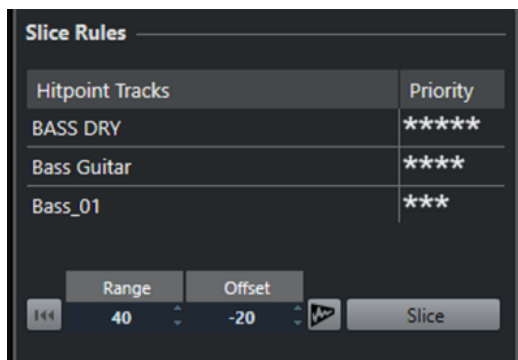 Slice Rules
Hitpoint Tracks Priority
BASS DRY *****
Bass Guitar ****
Bass_01 ***
Range Offset
40 -20 Slice